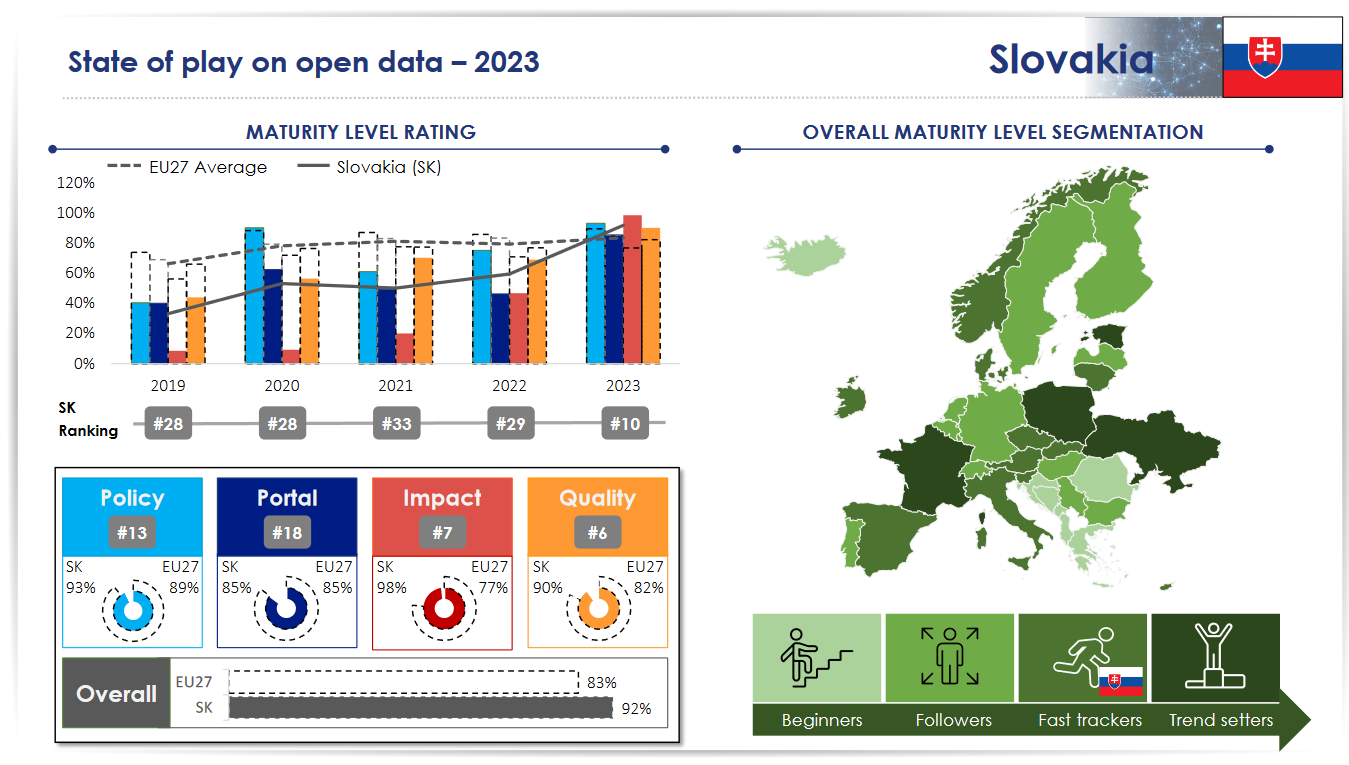 State of play on open data – 2023
Slovakia
MATURITY LEVEL RATING
EU27 Average
Slovakia (SK)
120%
100%
80%
60%
40%
20%
0%
2019
2020
2021
2022
2023
SK
Ranking
#28
#28
#33
#29
#10
Policy
#13
Portal
#18
Impact
#7
Quality
#6
SK
EU27
93%
89%
SK
EU27
85%
85%
SK
EU27
98%
77%
SK
EU27
90%
82%
Overall
EU27
83%
SK
92%
OVERALL MATURITY LEVEL SEGMENTATION
Beginners
Followers
Fast trackers
Trend setters